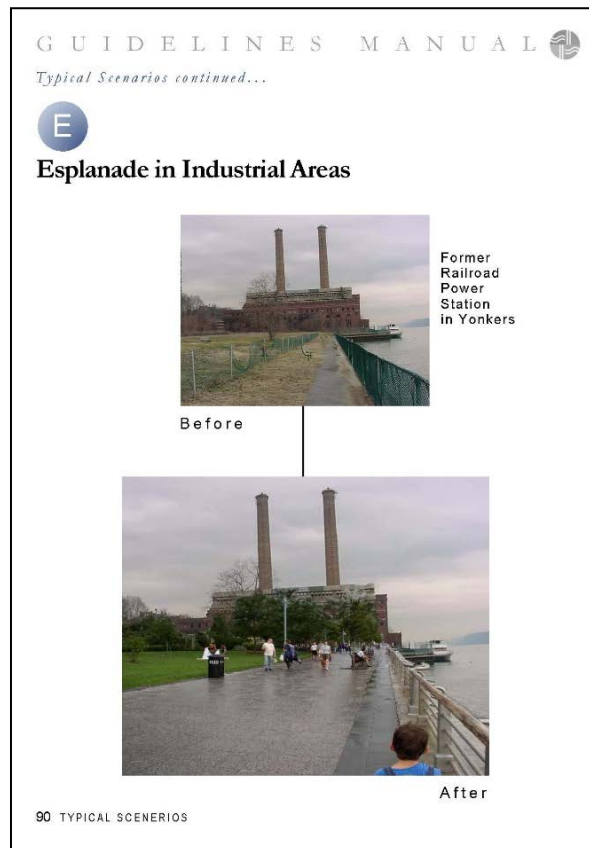 GUIDELINES MANUAL
Typical Scenarios continued...
E
Esplanade in Industrial Areas
Former
Railroad
Power
Station
in Yonkers
Before
After
90 TYPICAL SCENERIOS